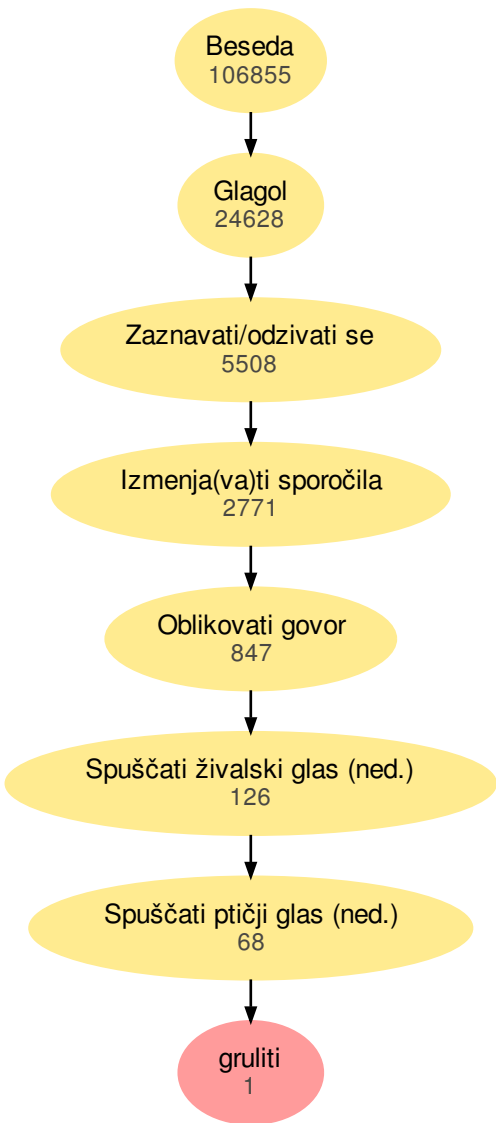 Beseda
106855
Glagol
24628
Zaznavati/odzivati se
5508
Izmenja(va)ti sporočila
2771
Oblikovati govor
847
Spuščati živalski glas (ned.)
126
Spuščati ptičji glas (ned.)
68
gruliti
1